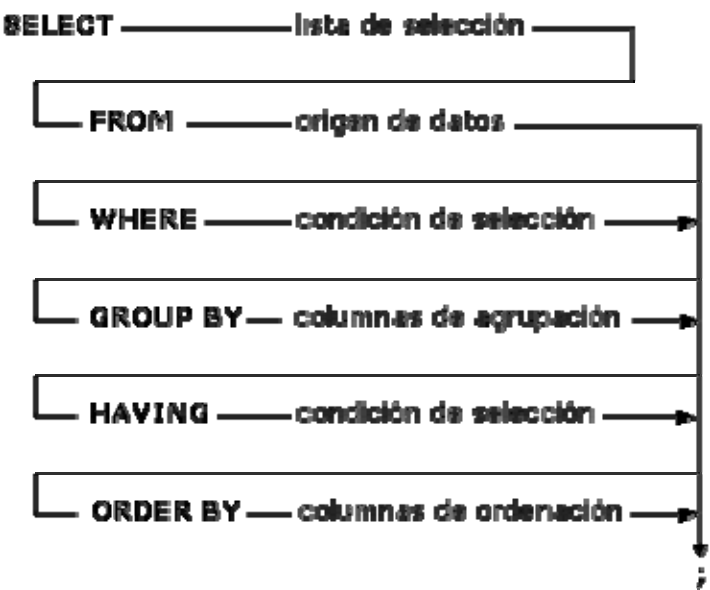 SELECT lista de selección
FROM origen de datos
WHERE condición de selección
GROUP BY columnas de agrupación
HAVING condición de selección
ORDER BY columnas de ordenación
;